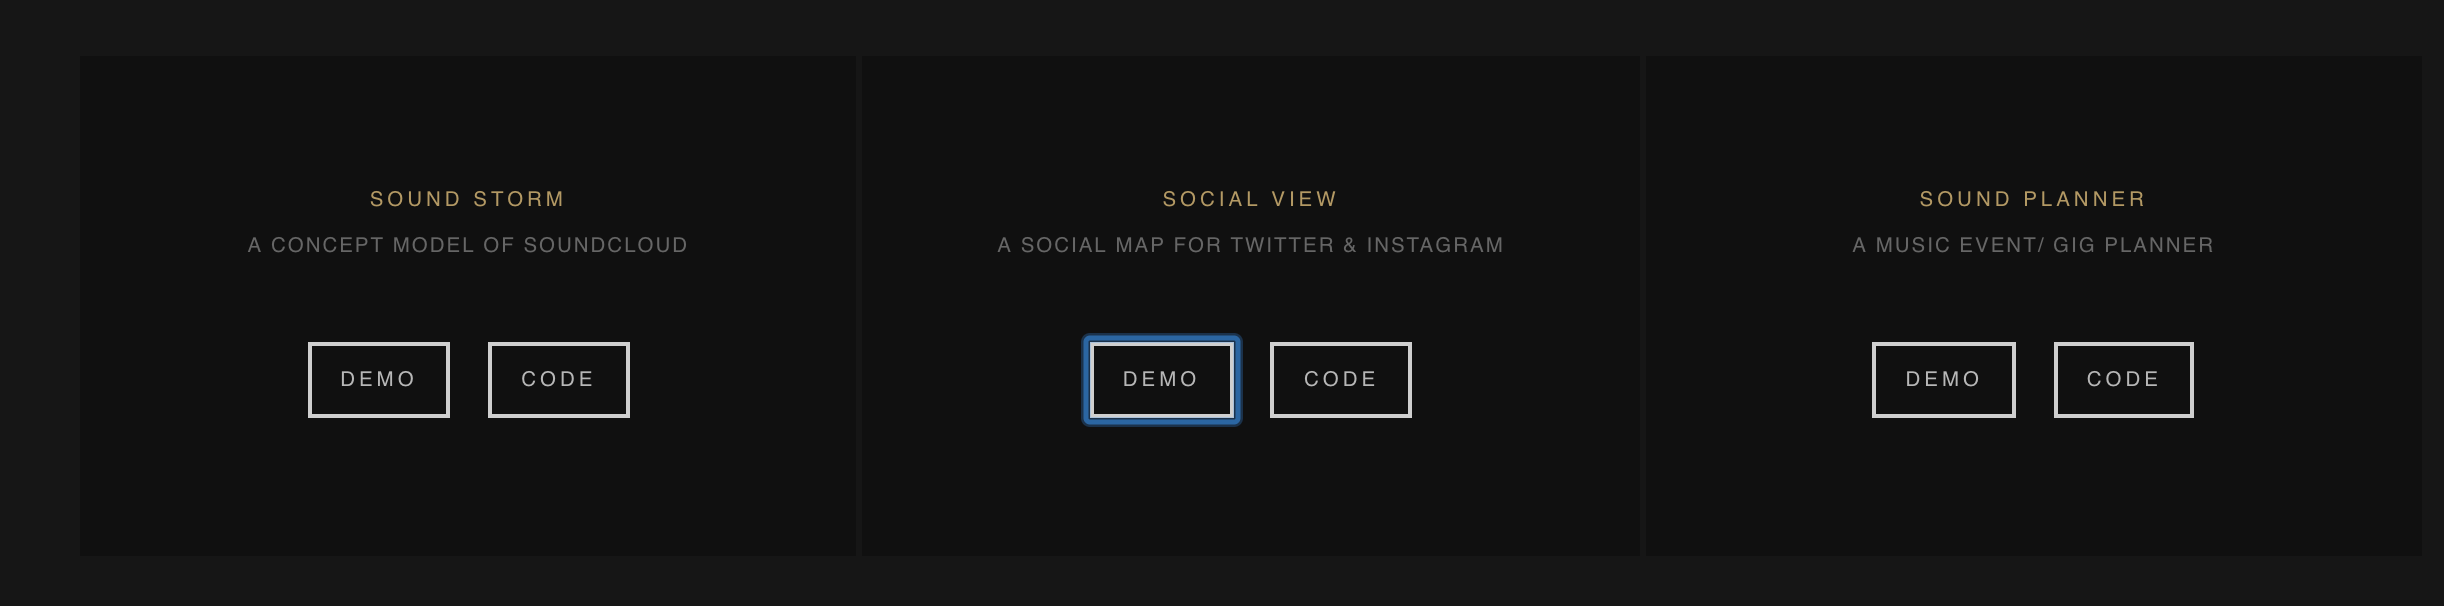 SOUND STORM
A CONCEPT MODEL OF SOUNDCLOUD
DEMO CODE
SOCIAL VIEW
A SOCIAL MAP FOR TWITTER & INSTAGRAM
DEMO CODE
SOUND PLANNER
A MUSIC EVENT/ GIG PLANNER
DEMO CODE